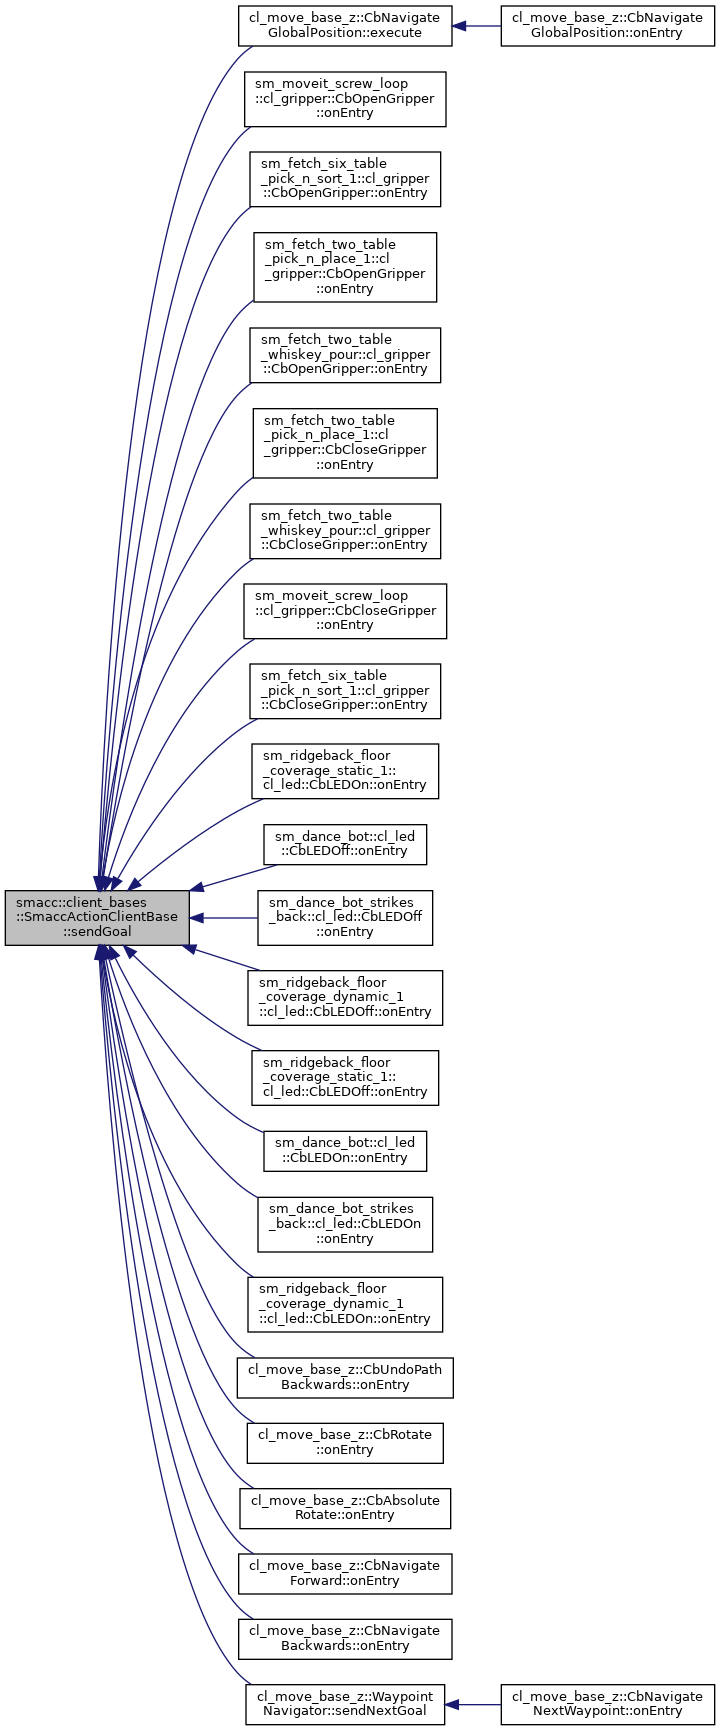 cl_move_base_z::CbNavigate
GlobalPosition::execute
cl_move_base_z::CbNavigate
GlobalPosition::onEntry
sm_moveit_screw_loop
::cl_gripper::CbOpenGripper
::onEntry
sm_fetch_six_table
_pick_n_sort_1::cl_gripper
::CbOpenGripper::onEntry
sm_fetch_two_table
_pick_n_place_1::cl
_gripper::CbOpenGripper
::onEntry
sm_fetch_two_table
_whiskey_pour::cl_gripper
::CbOpenGripper::onEntry
sm_fetch_two_table
_pick_n_place_1::cl
_gripper::CbCloseGripper
::onEntry
sm_fetch_two_table
_whiskey_pour::cl_gripper
::CbCloseGripper::onEntry
sm_moveit_screw_loop
::cl_gripper::CbCloseGripper
::onEntry
sm_fetch_six_table
_pick_n_sort_1::cl_gripper
::CbCloseGripper::onEntry
sm_ridgeback_floor
_coverage_static_1::
cl_led::CbLEDOn::onEntry
sm_dance_bot::cl_led
::CbLEDOff::onEntry
smacc::client_bases
::SmaccActionClientBase
::sendGoal
sm_dance_bot_strikes
_back::cl_led::CbLEDOff
::onEntry
sm_ridgeback_floor
_coverage_dynamic_1
::cl_led::CbLEDOff::onEntry
sm_ridgeback_floor
_coverage_static_1::
cl_led::CbLEDOff::onEntry
sm_dance_bot::cl_led
::CbLEDOn::onEntry
sm_dance_bot_strikes
_back::cl_led::CbLEDOn
::onEntry
sm_ridgeback_floor
_coverage_dynamic_1
::cl_led::CbLEDOn::onEntry
cl_move_base_z::CbUndoPath
Backwards::onEntry
cl_move_base_z::CbRotate
::onEntry
cl_move_base_z::CbAbsolute
Rotate::onEntry
cl_move_base_z::CbNavigate
Forward::onEntry
cl_move_base_z::CbNavigate
Backwards::onEntry
cl_move_base_z::Waypoint
Navigator::sendNextGoal
cl_move_base_z::CbNavigate
NextWaypoint::onEntry